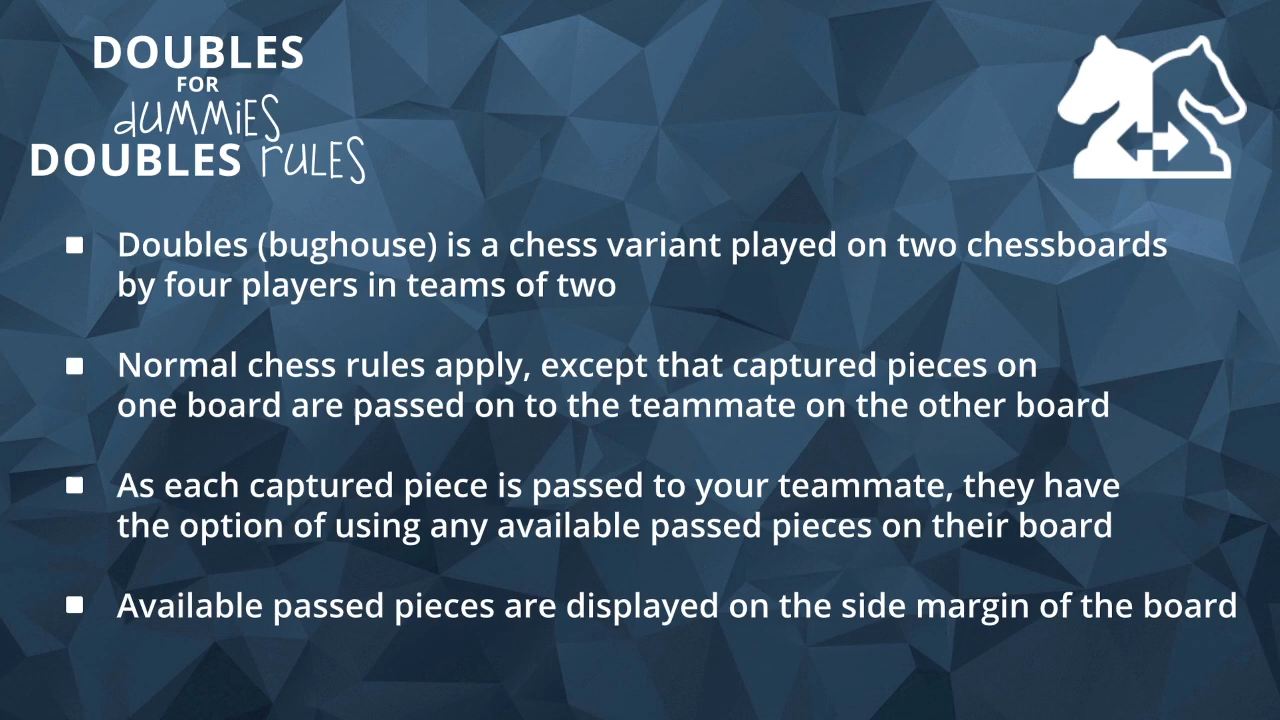 DOUBLES
FOR
dUMMiES
DOUBLES rULES
Doubles (bughouse) is a chess variant played on two chessboards
by four players in teams of two
Normal chess rules apply, except that captured pieces on
one board are passed on to the teammate on the other board
As each captured piece is passed to your teammate, they have
the option of using any available passed pieces on their board
Available passed pieces are displayed on the side margin of the board